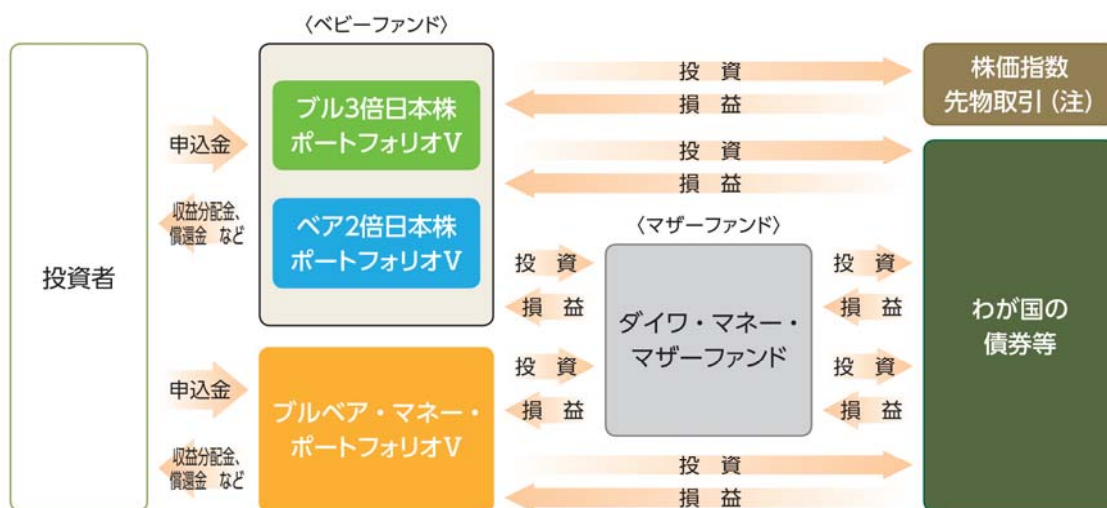 〈ベビーファンド〉
投資者
申込金
収益分配金、
償還金 など
ブル3倍日本株
ポートフォリオⅤ
ベア2倍日本株
ポートフォリオⅤ
投 資
損 益
投 資
損 益
株価指数
先物取引(注)
〈マザーファンド〉
投 資
損 益
ダイワ・マネー・
マザーファンド
投 資
損 益
わが国の
債券等
申込金
収益分配金、
償還金 など
ブルベア・マネー・
ポートフォリオⅤ
投 資
損 益
投 資
損 益
投 資
損 益